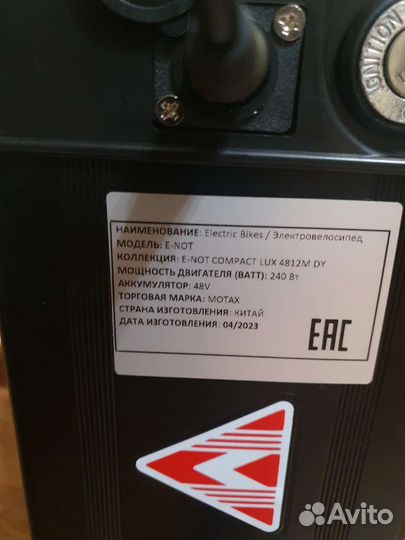 IGNITION
НАИМЕНОВАНИЕ: Electric Bikes / Электровелосипед
МОДЕЛЬ: E-NOT
КОЛЛЕКЦИЯ: E-NOT COMPACT LUX 4812M DY
МОЩНОСТЬ ДВИГАТЕЛЯ (ВАТТ): 240 Вт
АККУМУЛЯТОР: 48V
ТОРГОВАЯ МАРКА: MOTAX
СТРАНА ИЗГОТОВЛЕНИЯ: КИТАЙ
ДАТА ИЗГОТОВЛЕНИЯ: 04/2023
EAC
Avito